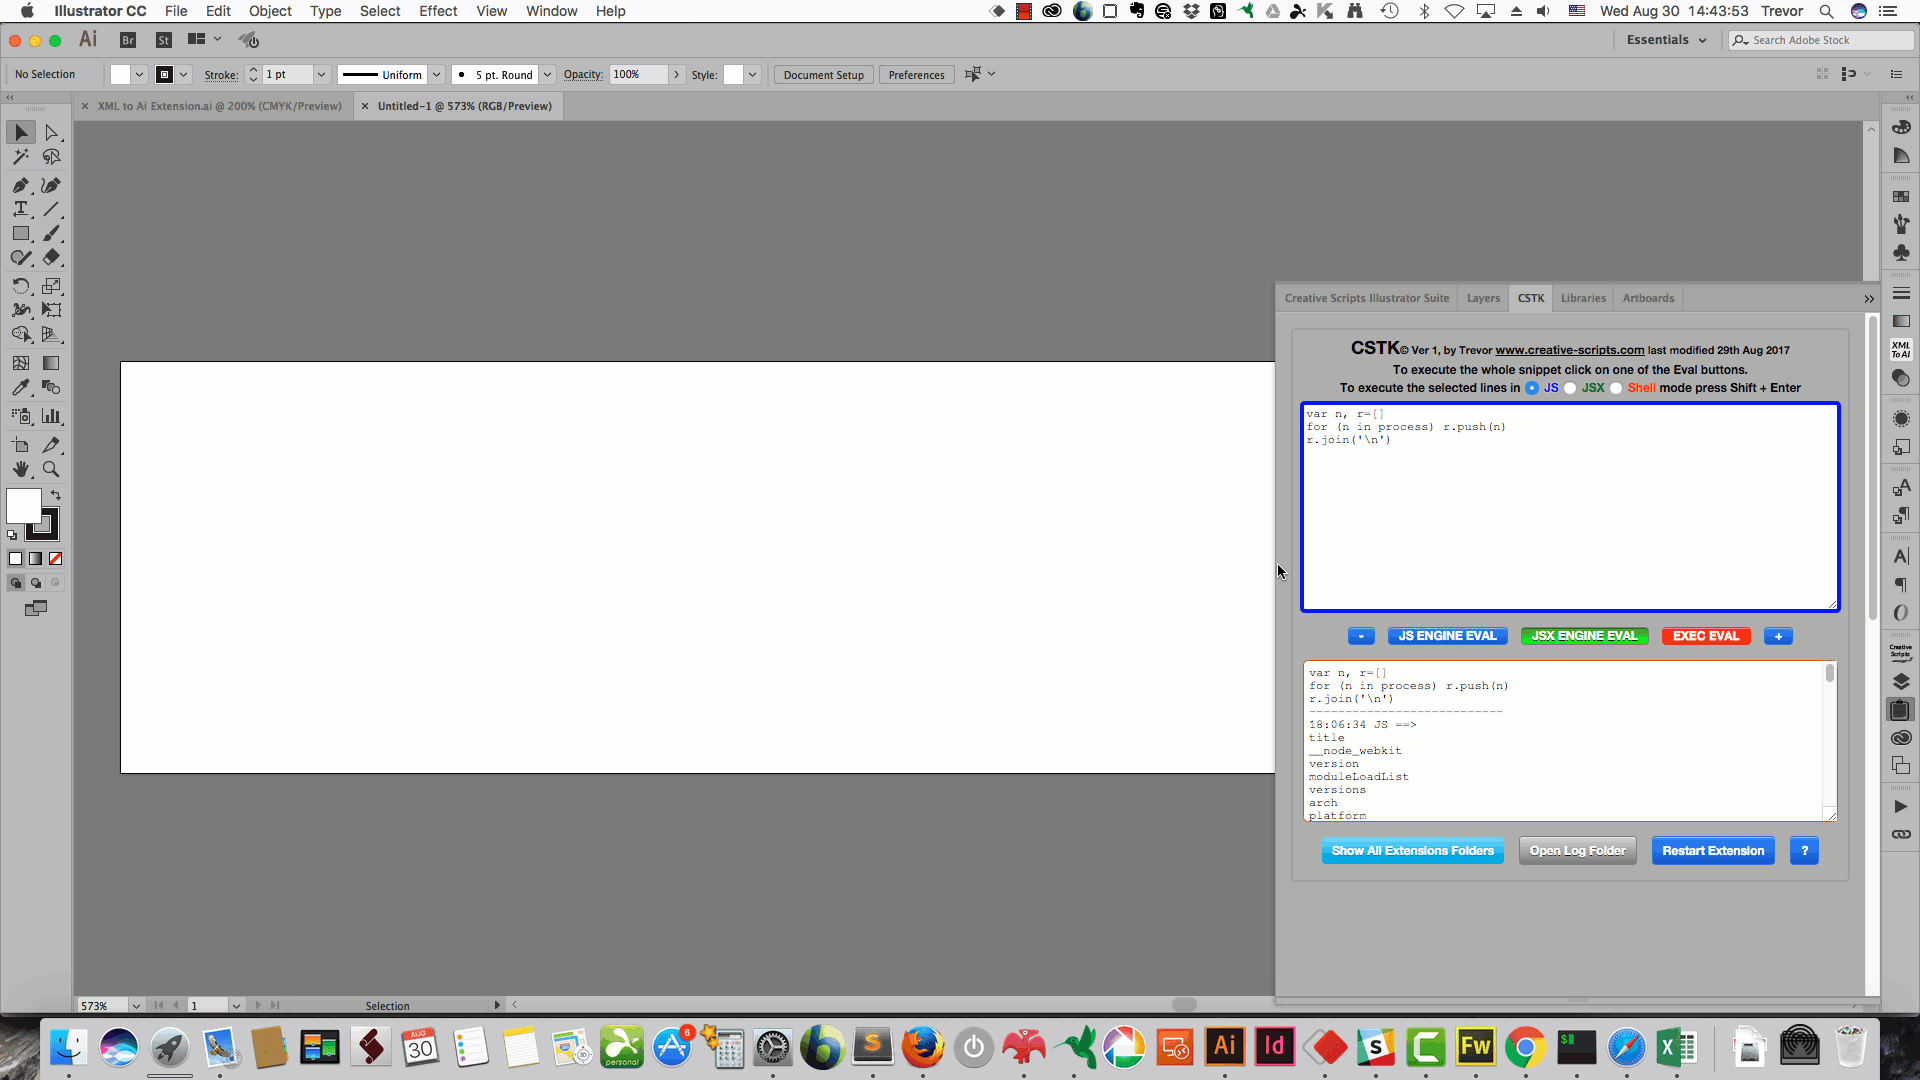 Illustrator CC File Edit Object Type Select Effect View Window Help Wed Aug 30 14:43:53 Trevor
Ai Br St Essentials Search Adobe Stock
No Selection Stroke: 1 pt Uniform 5 pt. Round Opacity: 100% Style: Document Setup Preferences
XML to Ai Extension.ai @ 200% (CMYK/Preview) Untitled-1 @ 573% (RGB/Preview)
Creative Scripts Illustrator Suite Layers CSTK Libraries Artboards
CSTK© Ver 1, by Trevor www.creative-scripts.com last modified 29th Aug 2017
To execute the whole snippet click on one of the Eval buttons.
To execute the selected lines in JS JSX Shell mode press Shift + Enter
var n, r=[]
for (n in process) r.push(n)
r.join('\n')
- JS ENGINE EVAL JSX ENGINE EVAL EXEC EVAL +
var n, r=[]
for (n in process) r.push(n)
r.join('\n')
---------------------------
18:06:34 JS ==>
title
__node_webkit
version
moduleLoadList
versions
arch
platform
Show All Extensions Folders Open Log Folder Restart Extension ?
XML
To AI
Creative
Scripts
573% 1 Selection
AUG
30
personal
6
Ai Id Fw